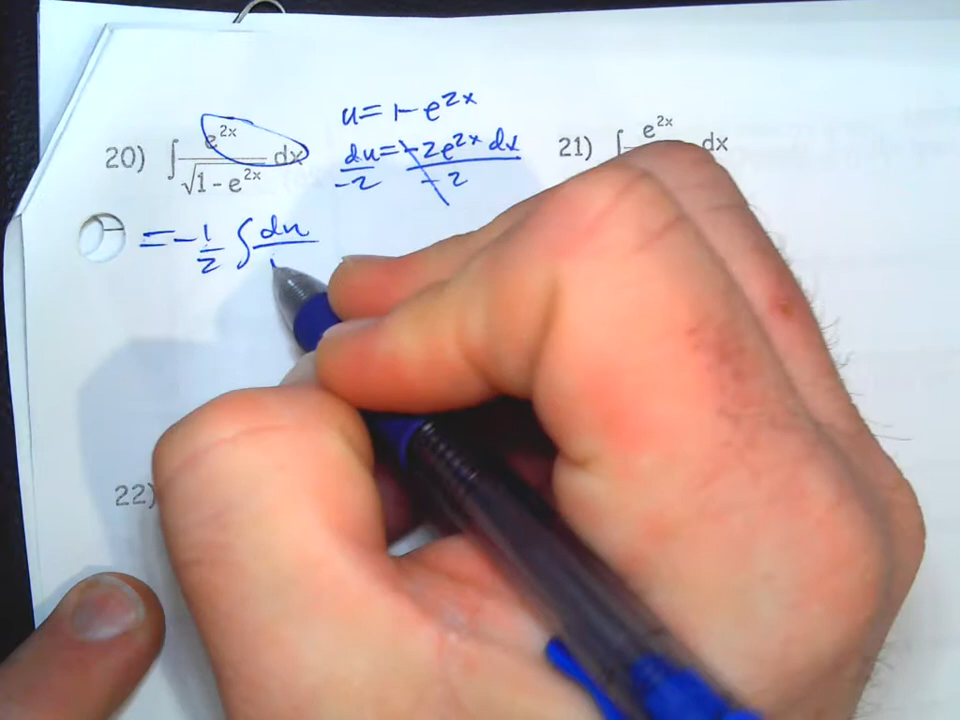 u = 1 - e^{2x}
20) ∫ e^{2x} / √(1 - e^{2x}) dx
du / -2 = -2e^{2x} dx / -2
21) ∫ e^{2x} dx
= - 1/2 ∫ du
22)